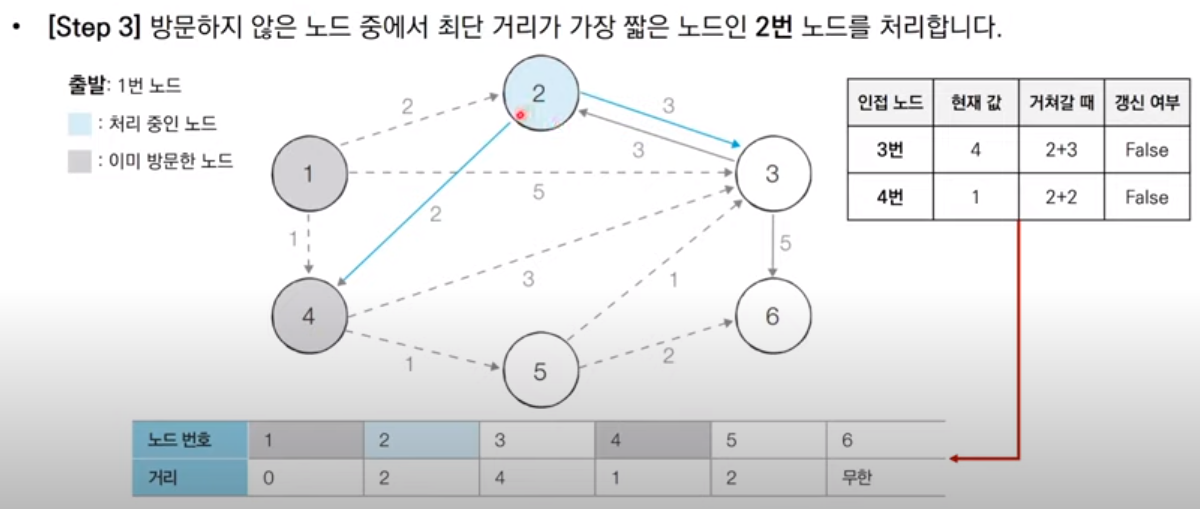 • [Step 3] 방문하지 않은 노드 중에서 최단 거리가 가장 짧은 노드인 2번 노드를 처리합니다.
출발: 1번 노드
: 처리 중인 노드
: 이미 방문한 노드
2
2
3
3
1
5
3
2
1
5
3
1
4
6
1
5
2
인접 노드 현재 값 거쳐갈 때 갱신 여부
3번 4 2+3 False
4번 1 2+2 False
노드 번호 1 2 3 4 5 6
거리 0 2 4 1 2 무한